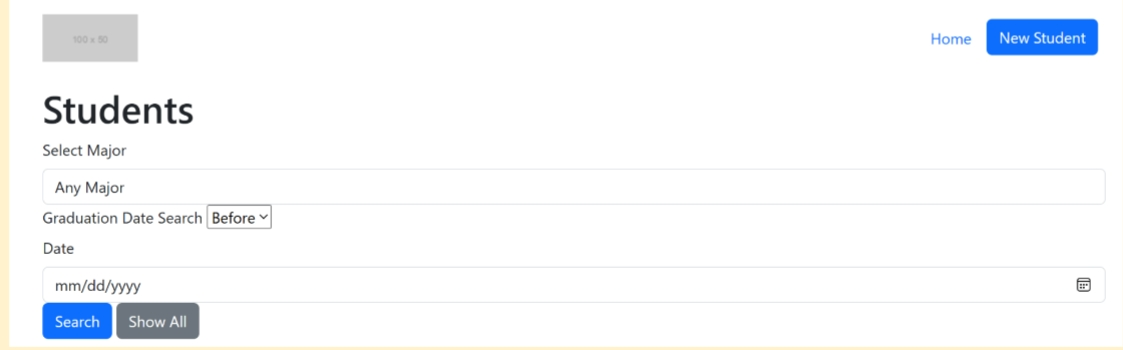 100 x 50
Home
New Student
Students
Select Major
Any Major
Graduation Date Search Before
Date
mm/dd/yyyy
Search Show All